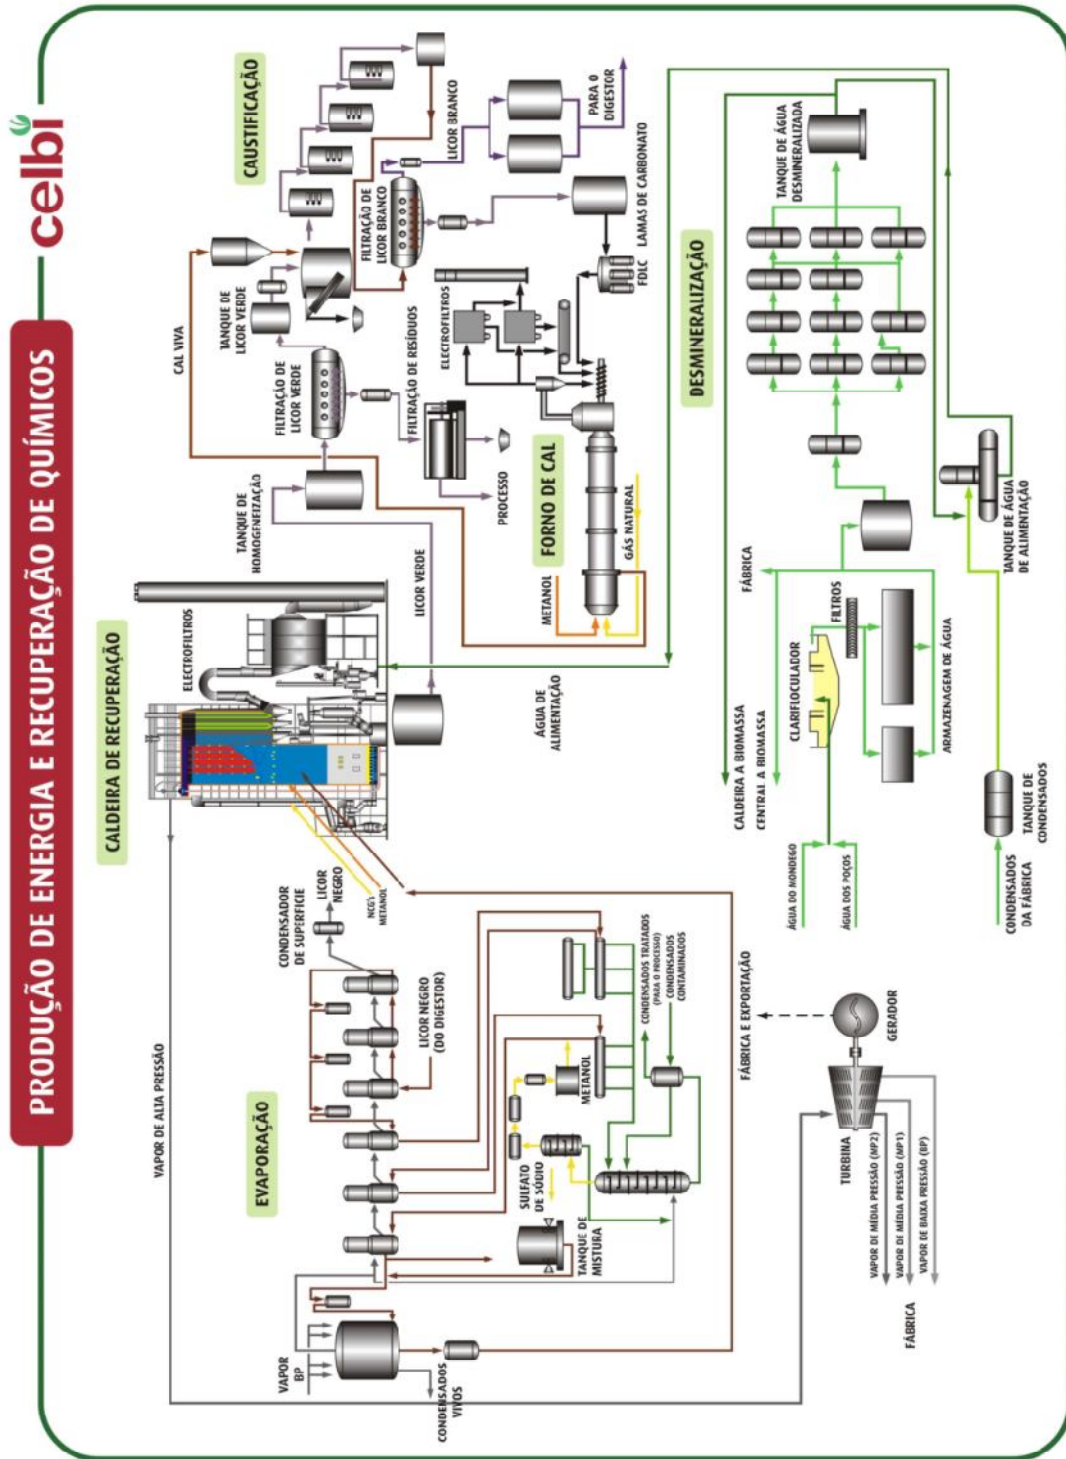 PRODUÇÃO DE ENERGIA E RECUPERAÇÃO DE QUÍMICOS
celbi
VAPOR DE ALTA PRESSÃO
CALDEIRA DE RECUPERAÇÃO
ELECTROFILTROS
CAL VIVA
CAUSTIFICAÇÃO
TANQUE DE
LICOR VERDE
FILTRAÇÃO DE
LICOR VERDE
TANQUE DE
HOMOGENEIZAÇÃO
FILTRAÇÃO DE
LICOR BRANCO
LICOR BRANCO
PARA O
DIGESTOR
FILTRAÇÃO DE RESÍDUOS
PROCESSO
LICOR VERDE
ELECTROFILTROS
LAMAS DE CARBONATO
FDLC
FORNO DE CAL
METANOL
GÁS NATURAL
ÁGUA DE
ALIMENTAÇÃO
EVAPORAÇÃO
CONDENSADOR
DE SUPERFICIE
LICOR
NEGRO
NCG'S
METANOL
LICOR NEGRO
(DO DIGESTOR)
VAPOR
BP
CONDENSADOS
VIVOS
TANQUE DE
MISTURA
SULFATO
DE SÓDIO
METANOL
CONDENSADOS TRATADOS
(PARA O PROCESSO)
CONDENSADOS
CONTAMINADOS
FÁBRICA E EXPORTAÇÃO
TURBINA
GERADOR
VAPOR DE MÍDIA PRESSÃO (MP2)
VAPOR DE MÍDIA PRESSÃO (MP1)
VAPOR DE BAIXA PRESSÃO (BP)
FÁBRICA
DESMINERALIZAÇÃO
TANQUE DE ÁGUA
DESMINERALIZADA
CALDEIRA A BIOMASSA
CENTRAL A BIOMASSA
FÁBRICA
CLARIFLOCULADOR
FILTROS
ARMAZENAGEM DE ÁGUA
ÁGUA DO MONDEGO
ÁGUA DOS POÇOS
TANQUE DE ÁGUA
DE ALIMENTAÇÃO
TANQUE DE
CONDENSADOS
CONDENSADOS
DA FÁBRICA